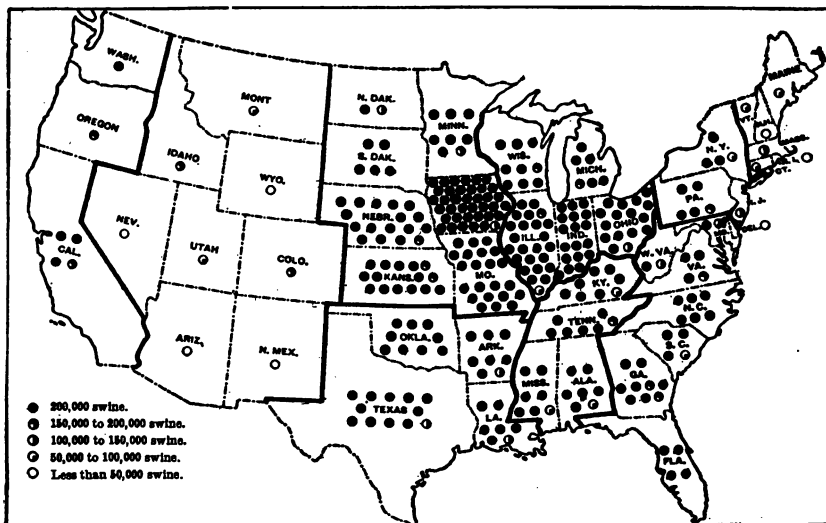 WASH.
OREGON
CAL.
NEV.
IDAHO
MONT
WYO.
UTAH
COLO.
ARIZ.
N. MEX.
N. DAK.
S. DAK.
NEBR.
KANS.
OKLA.
TEXAS
MINN.
MO.
ARK.
LA.
WIS.
ILL.
MICH.
IND.
OHIO
KY.
TENN.
MISS.
ALA.
GA.
FLA.
S. C.
N. C.
VA.
W. VA.
PA.
N. Y.
VT.
N.H.
MAINE
MASS.
R. I.
CT.
N. J.
DEL.
200,000 swine.
150,000 to 200,000 swine.
100,000 to 150,000 swine.
50,000 to 100,000 swine.
Less than 50,000 swine.